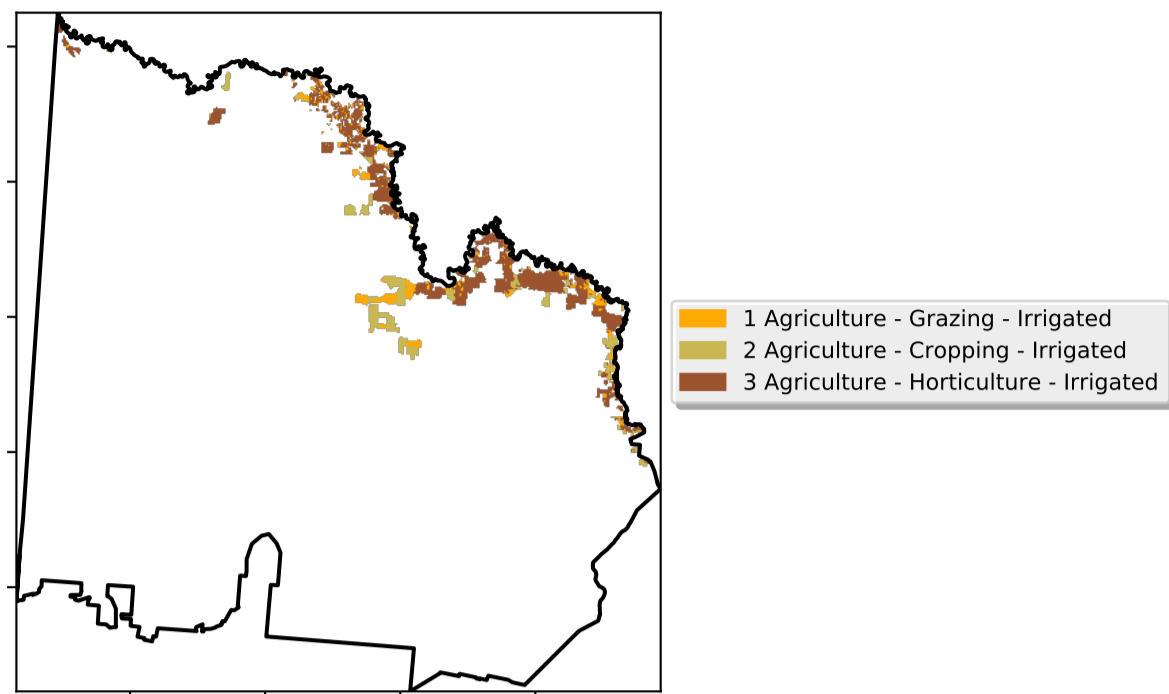 1 Agriculture - Grazing - Irrigated
2 Agriculture - Cropping - Irrigated
3 Agriculture - Horticulture - Irrigated